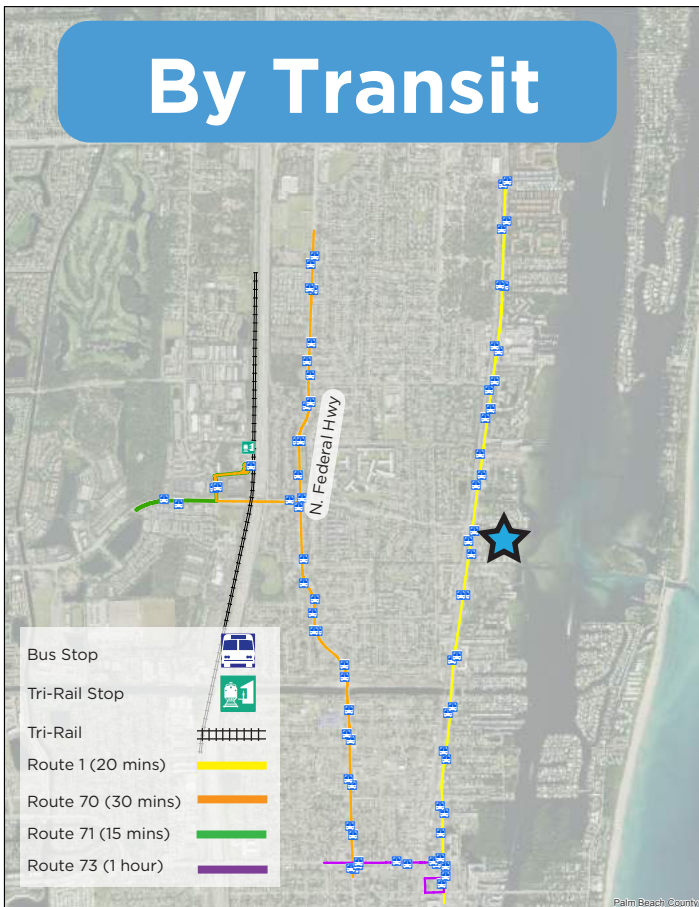 By Transit
N. Federal Hwy
Bus Stop
Tri-Rail Stop
Tri-Rail
Route 1 (20 mins)
Route 70 (30 mins)
Route 71 (15 mins)
Route 73 (1 hour)
Palm Beach County